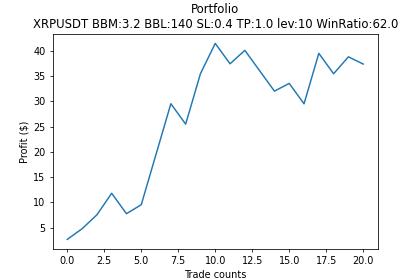 Portfolio
XRPUSDT BBM:3.2 BBL:140 SL:0.4 TP:1.0 lev:10 WinRatio:62.0
40
35
30
25
20
15
10
5
Profit ($)
0.0 2.5 5.0 7.5 10.0 12.5 15.0 17.5 20.0
Trade counts